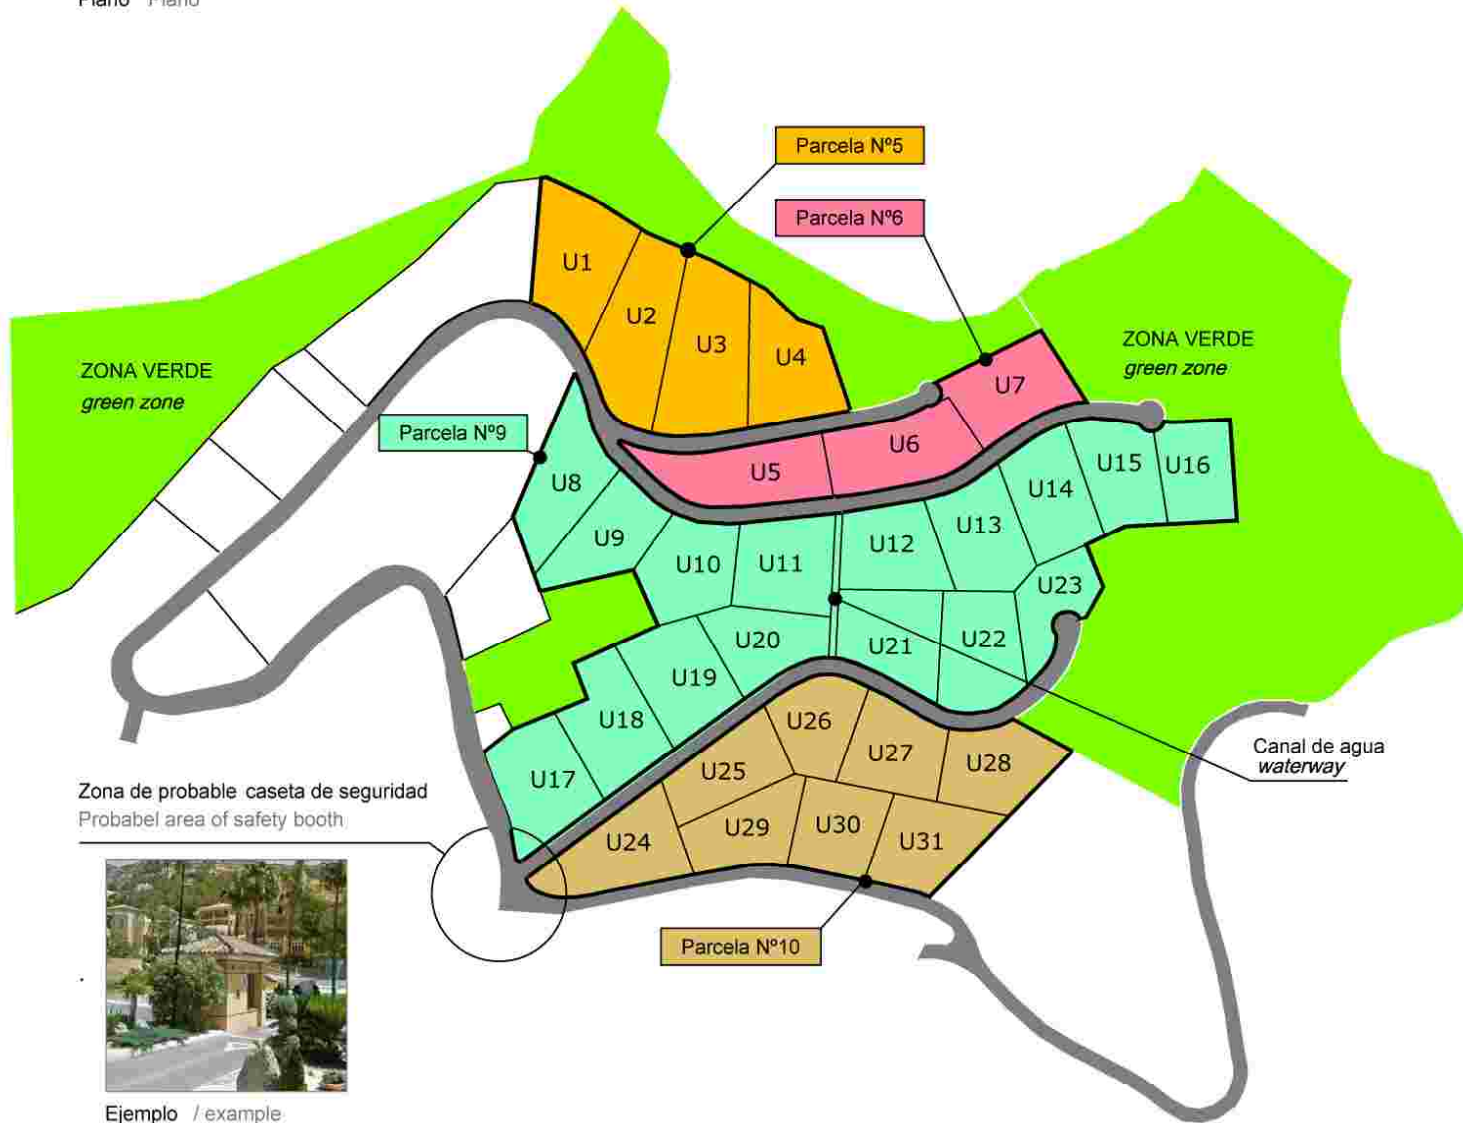 Plano Plano
Parcela Nº5
Parcela Nº6
U1
U2
U3
U4
ZONA VERDE
green zone
ZONA VERDE
green zone
U7
Parcela Nº9
U6
U5
U8
U9
U10
U11
U12
U13
U14
U15
U16
U23
U20
U21
U22
U19
U18
U17
U26
U27
U28
U25
U24
U29
U30
U31
Canal de agua
waterway
Zona de probable caseta de seguridad
Probabel area of safety booth
Parcela Nº10
Ejemplo / example